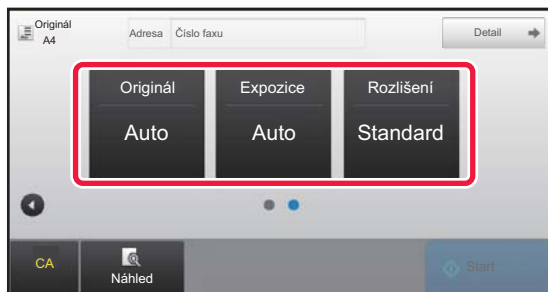 Originál
A4
Adresa Číslo faxu
Detail
Originál Expozice Rozlišení
Auto Auto Standard
CA
Náhled
Start